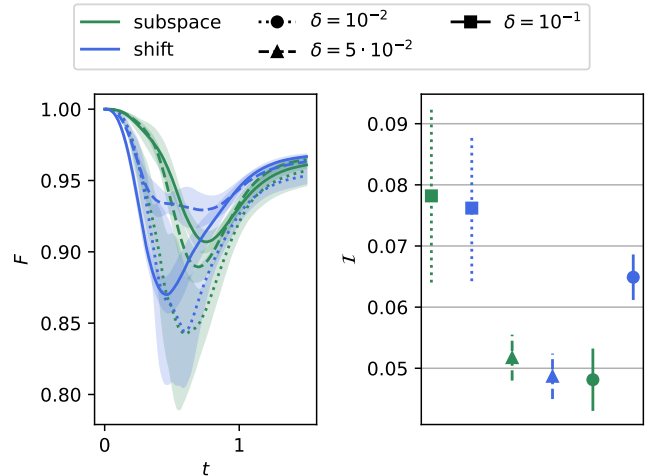 subspace δ = 10⁻² δ = 10⁻¹
shift δ = 5 · 10⁻²
1.00
0.95
0.90
0.85
0.80
F
0 1
t
0.09
0.08
0.07
0.06
0.05
ℐ